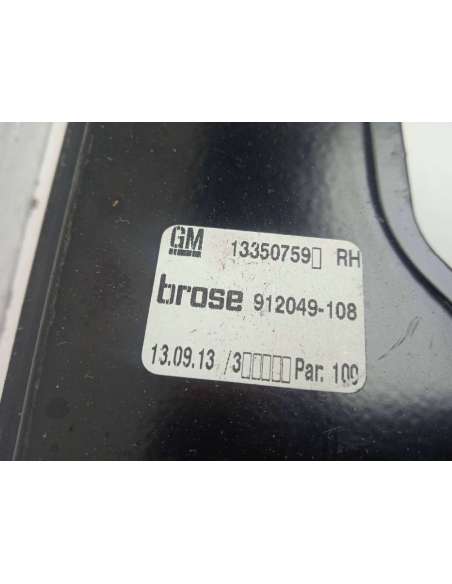 GM 13350759▯ RH
brose 912049-108
13.09.13 /3▯▯▯▯▯ Par. 109